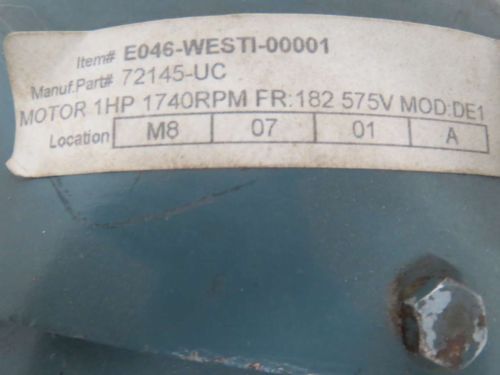 Item# E046-WESTI-00001
Manuf.Part# 72145-UC
MOTOR 1HP 1740RPM FR:182 575V MOD:DE1
Location M8 07 01 A